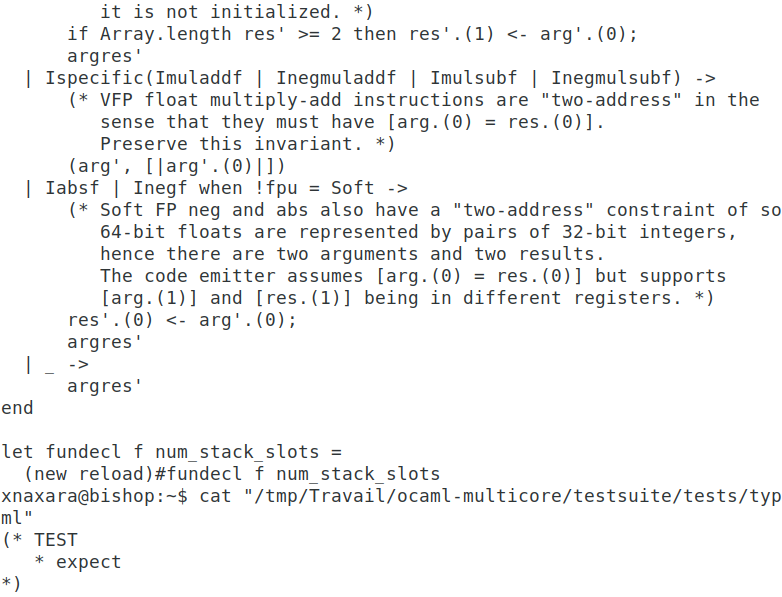 it is not initialized. *)
if Array.length res' >= 2 then res'.(1) <- arg'.(0);
argres'
| Ispecific(Imuladdf | Inegmuladdf | Imulsubf | Inegmulsubf) ->
(* VFP float multiply-add instructions are "two-address" in the
sense that they must have [arg.(0) = res.(0)].
Preserve this invariant. *)
(arg', [|arg'.(0)|])
| Iabsf | Inegf when !fpu = Soft ->
(* Soft FP neg and abs also have a "two-address" constraint of so
64-bit floats are represented by pairs of 32-bit integers,
hence there are two arguments and two results.
The code emitter assumes [arg.(0) = res.(0)] but supports
[arg.(1)] and [res.(1)] being in different registers. *)
res'.(0) <- arg'.(0);
argres'
| _ ->
argres'
end
let fundecl f num_stack_slots =
(new reload)#fundecl f num_stack_slots
xnaxara@bishop:~$ cat "/tmp/Travail/ocaml-multicore/testsuite/tests/typ
ml"
(* TEST
* expect
*)